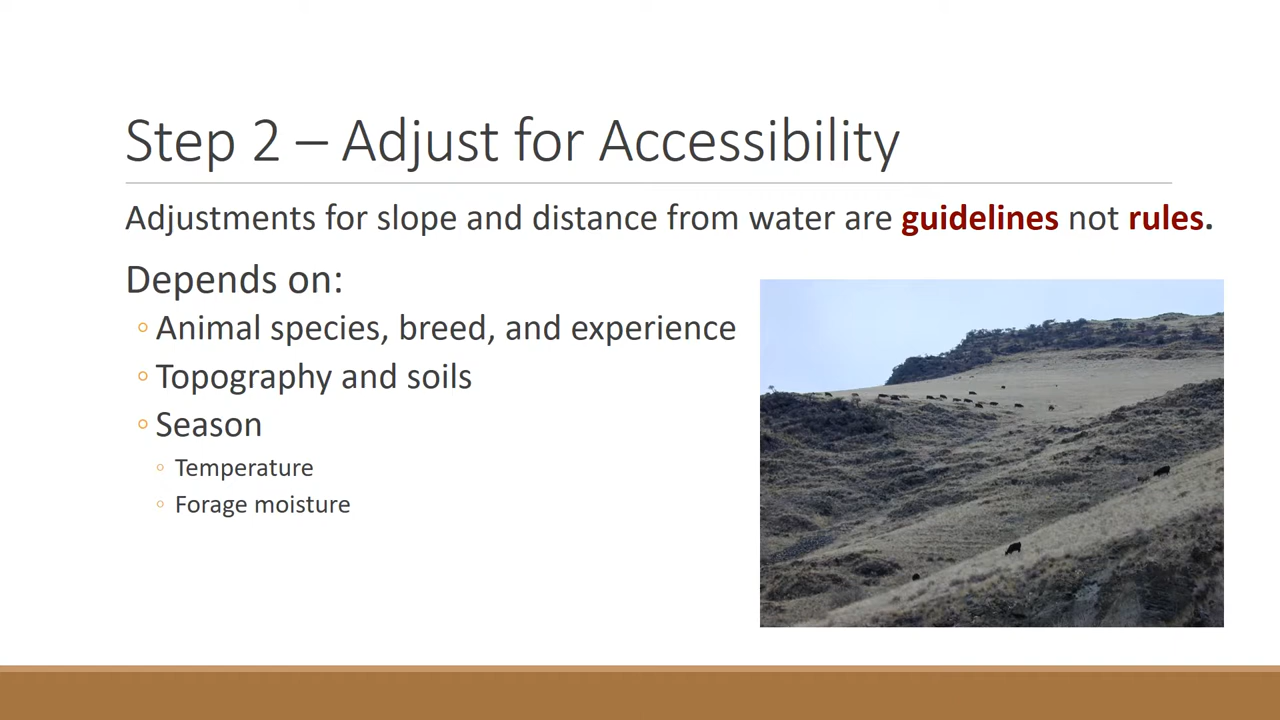 Step 2 – Adjust for Accessibility
Adjustments for slope and distance from water are guidelines not rules.
Depends on:
◦ Animal species, breed, and experience
◦ Topography and soils
◦ Season
◦ Temperature
◦ Forage moisture